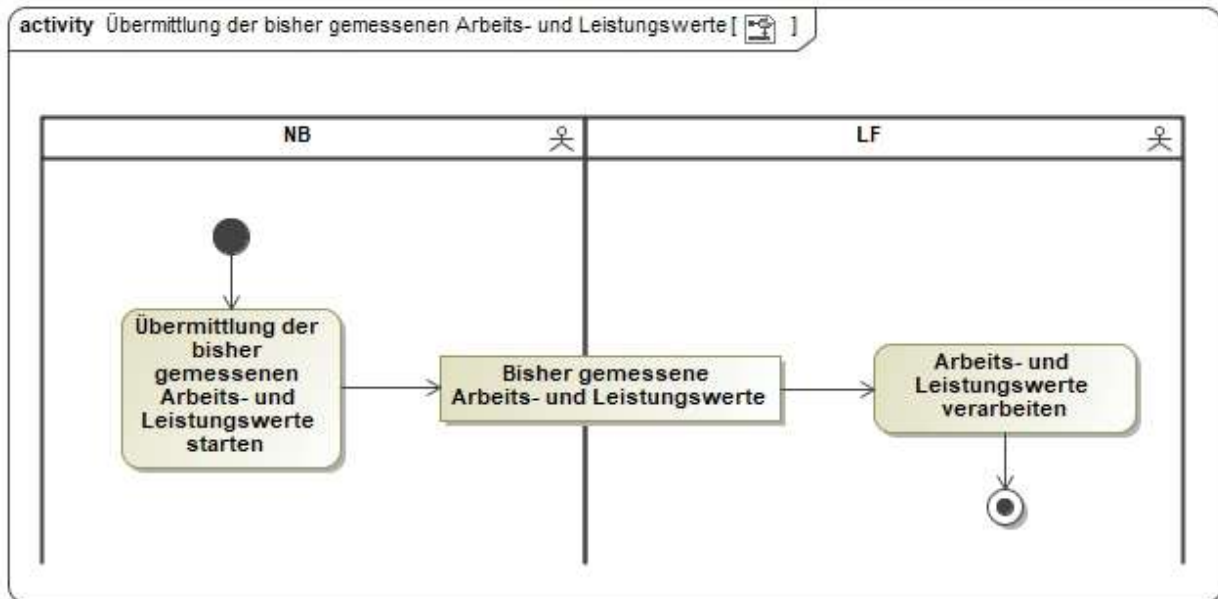 activity Übermittlung der bisher gemessenen Arbeits- und Leistungswerte [ ]
NB
LF
Übermittlung der
bisher
gemessenen
Arbeits- und
Leistungswerte
starten
Bisher gemessene
Arbeits- und Leistungswerte
Arbeits- und
Leistungswerte
verarbeiten